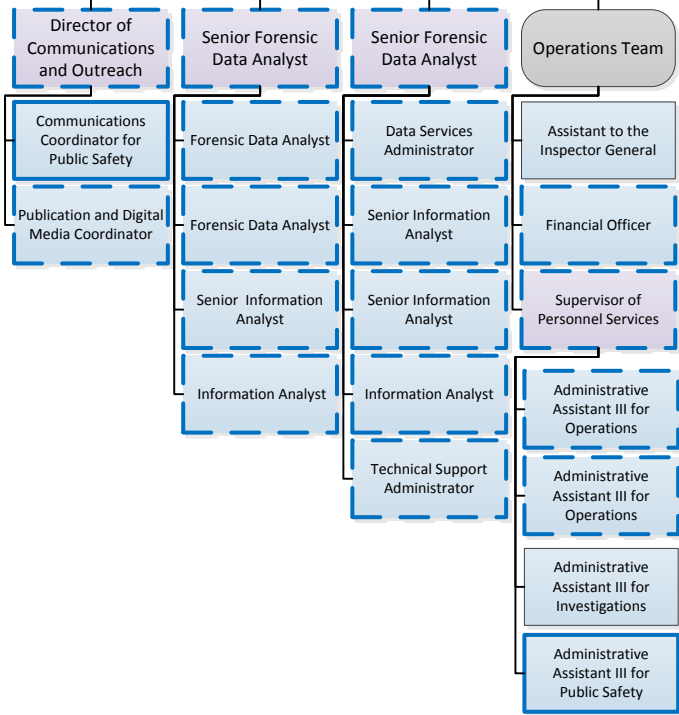 Director of
Communications
and Outreach
Communications
Coordinator for
Public Safety
Publication and Digital
Media Coordinator
Senior Forensic
Data Analyst
Forensic Data Analyst
Forensic Data Analyst
Senior  Information
Analyst
Information Analyst
Senior Forensic
Data Analyst
Data Services
Administrator
Senior Information
Analyst
Senior Information
Analyst
Information Analyst
Technical Support
Administrator
Operations Team
Assistant to the
Inspector General
Financial Officer
Supervisor of
Personnel Services
Administrative
Assistant III for
Operations
Administrative
Assistant III for
Operations
Administrative
Assistant III for
Investigations
Administrative
Assistant III for
Public Safety